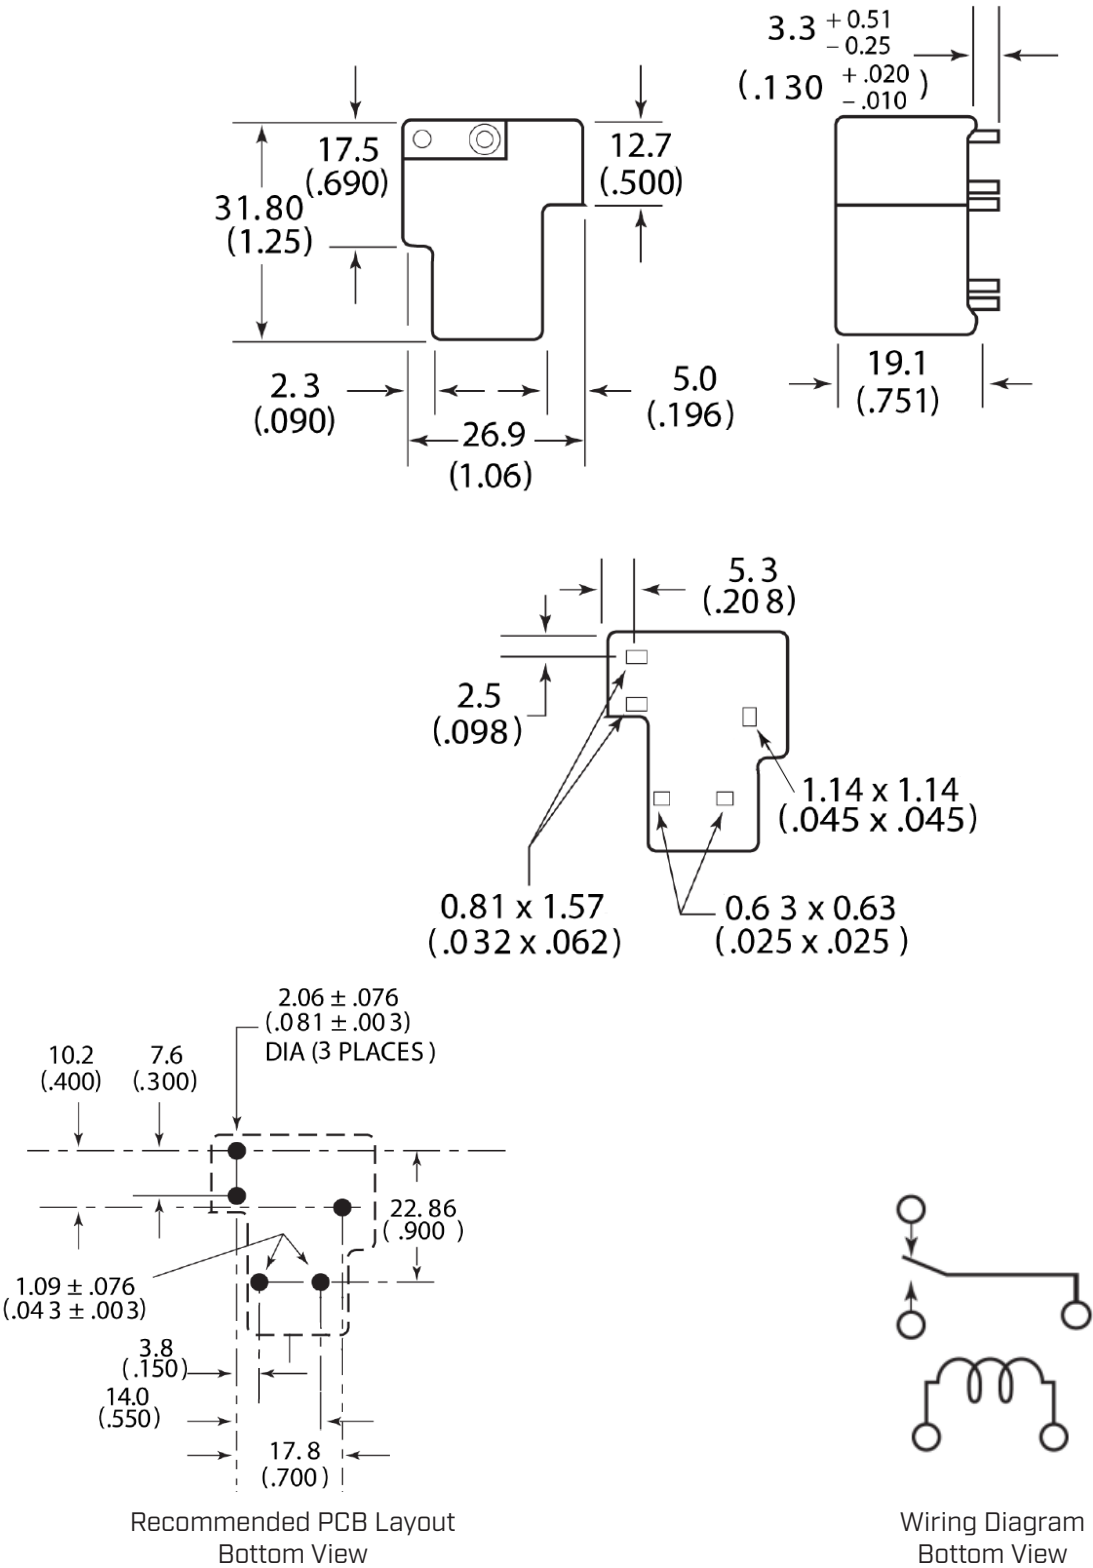 3.3 + 0.51
− 0.25
(.130 + .020 )
− .010
17.5
(.690)
12.7
(.500)
31.80
(1.25)
2.3
(.090)
5.0
(.196)
26.9
(1.06)
19.1
(.751)
5.3
(.208)
2.5
(.098)
1.14 x 1.14
(.045 x .045)
0.81 x 1.57
(.032 x .062)
0.63 x 0.63
(.025 x .025 )
2.06 ± .076
(.081 ± .003)
DIA (3 PLACES )
10.2
(.400)
7.6
(.300)
22.86
( .900 )
1.09 ± .076
(.043 ± .003)
3.8
(.150)
14.0
(.550)
17.8
(.700 )
Recommended PCB Layout
Bottom View
Wiring Diagram
Bottom View